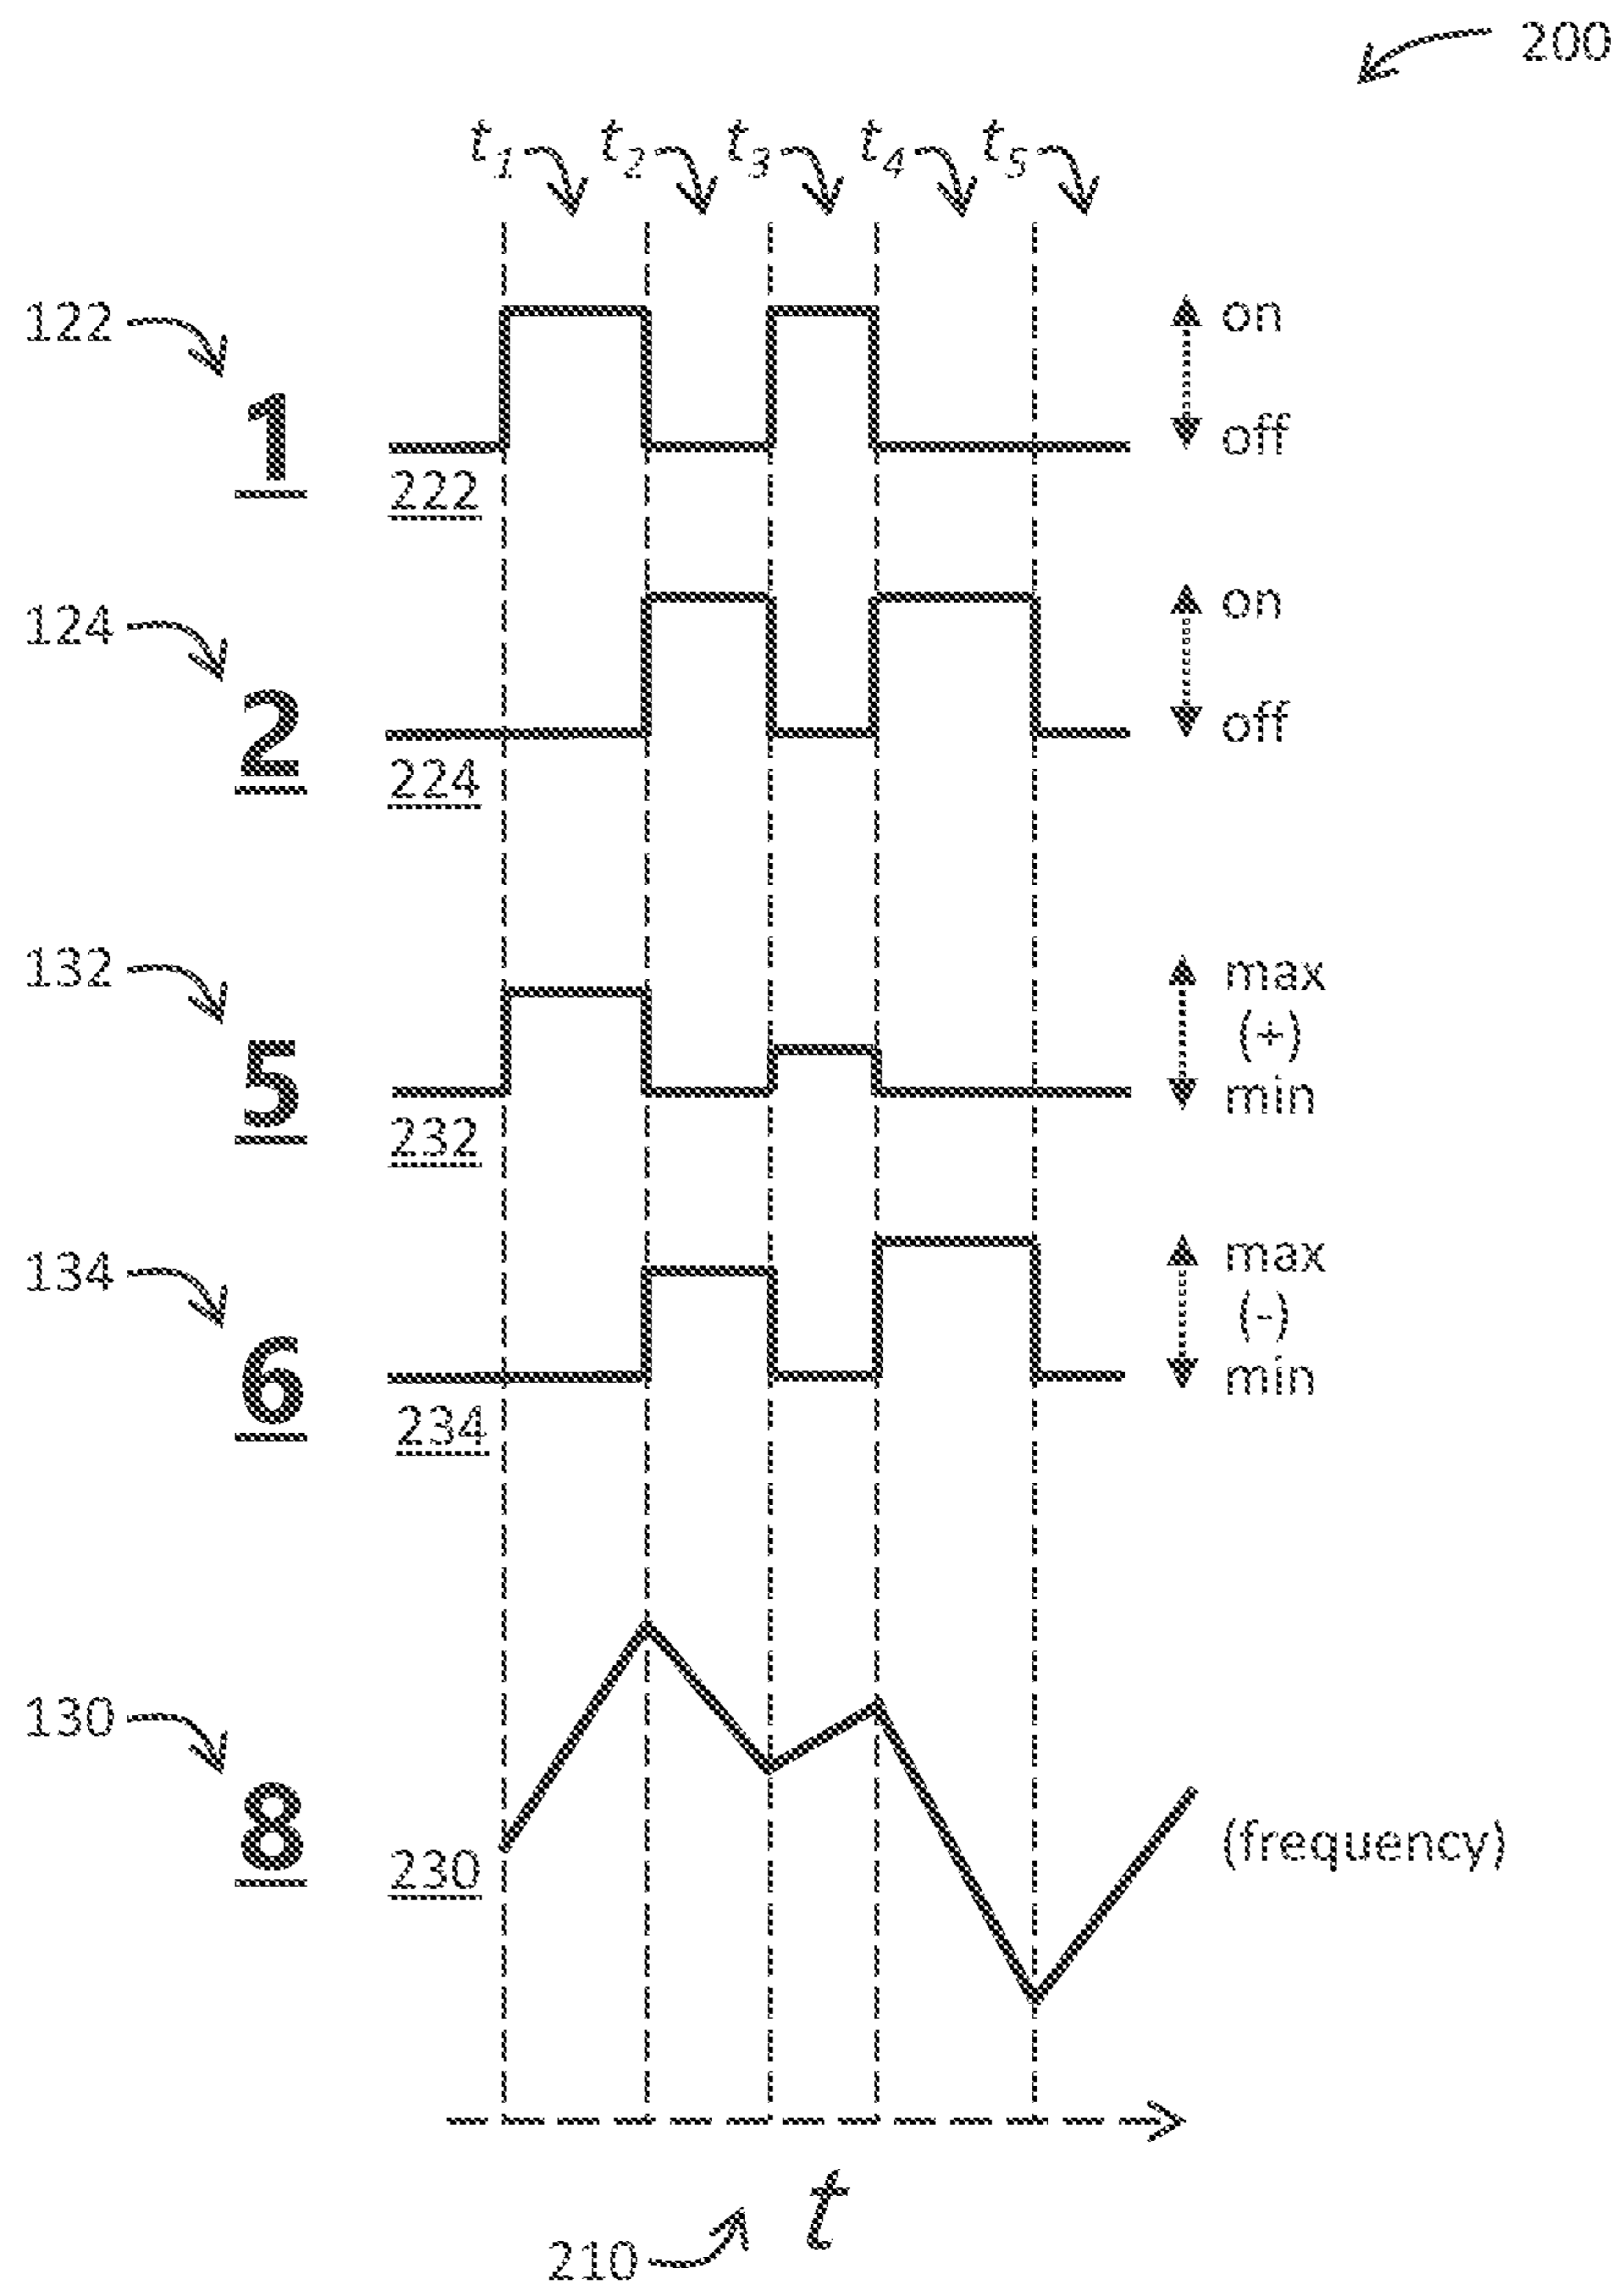 200
t1 t2 t3 t4 t5
122
on
1
off
222
124
on
2
off
224
132
max
(+)
5
min
232
134
max
(-)
6
min
234
130
8
(frequency)
230
t
210